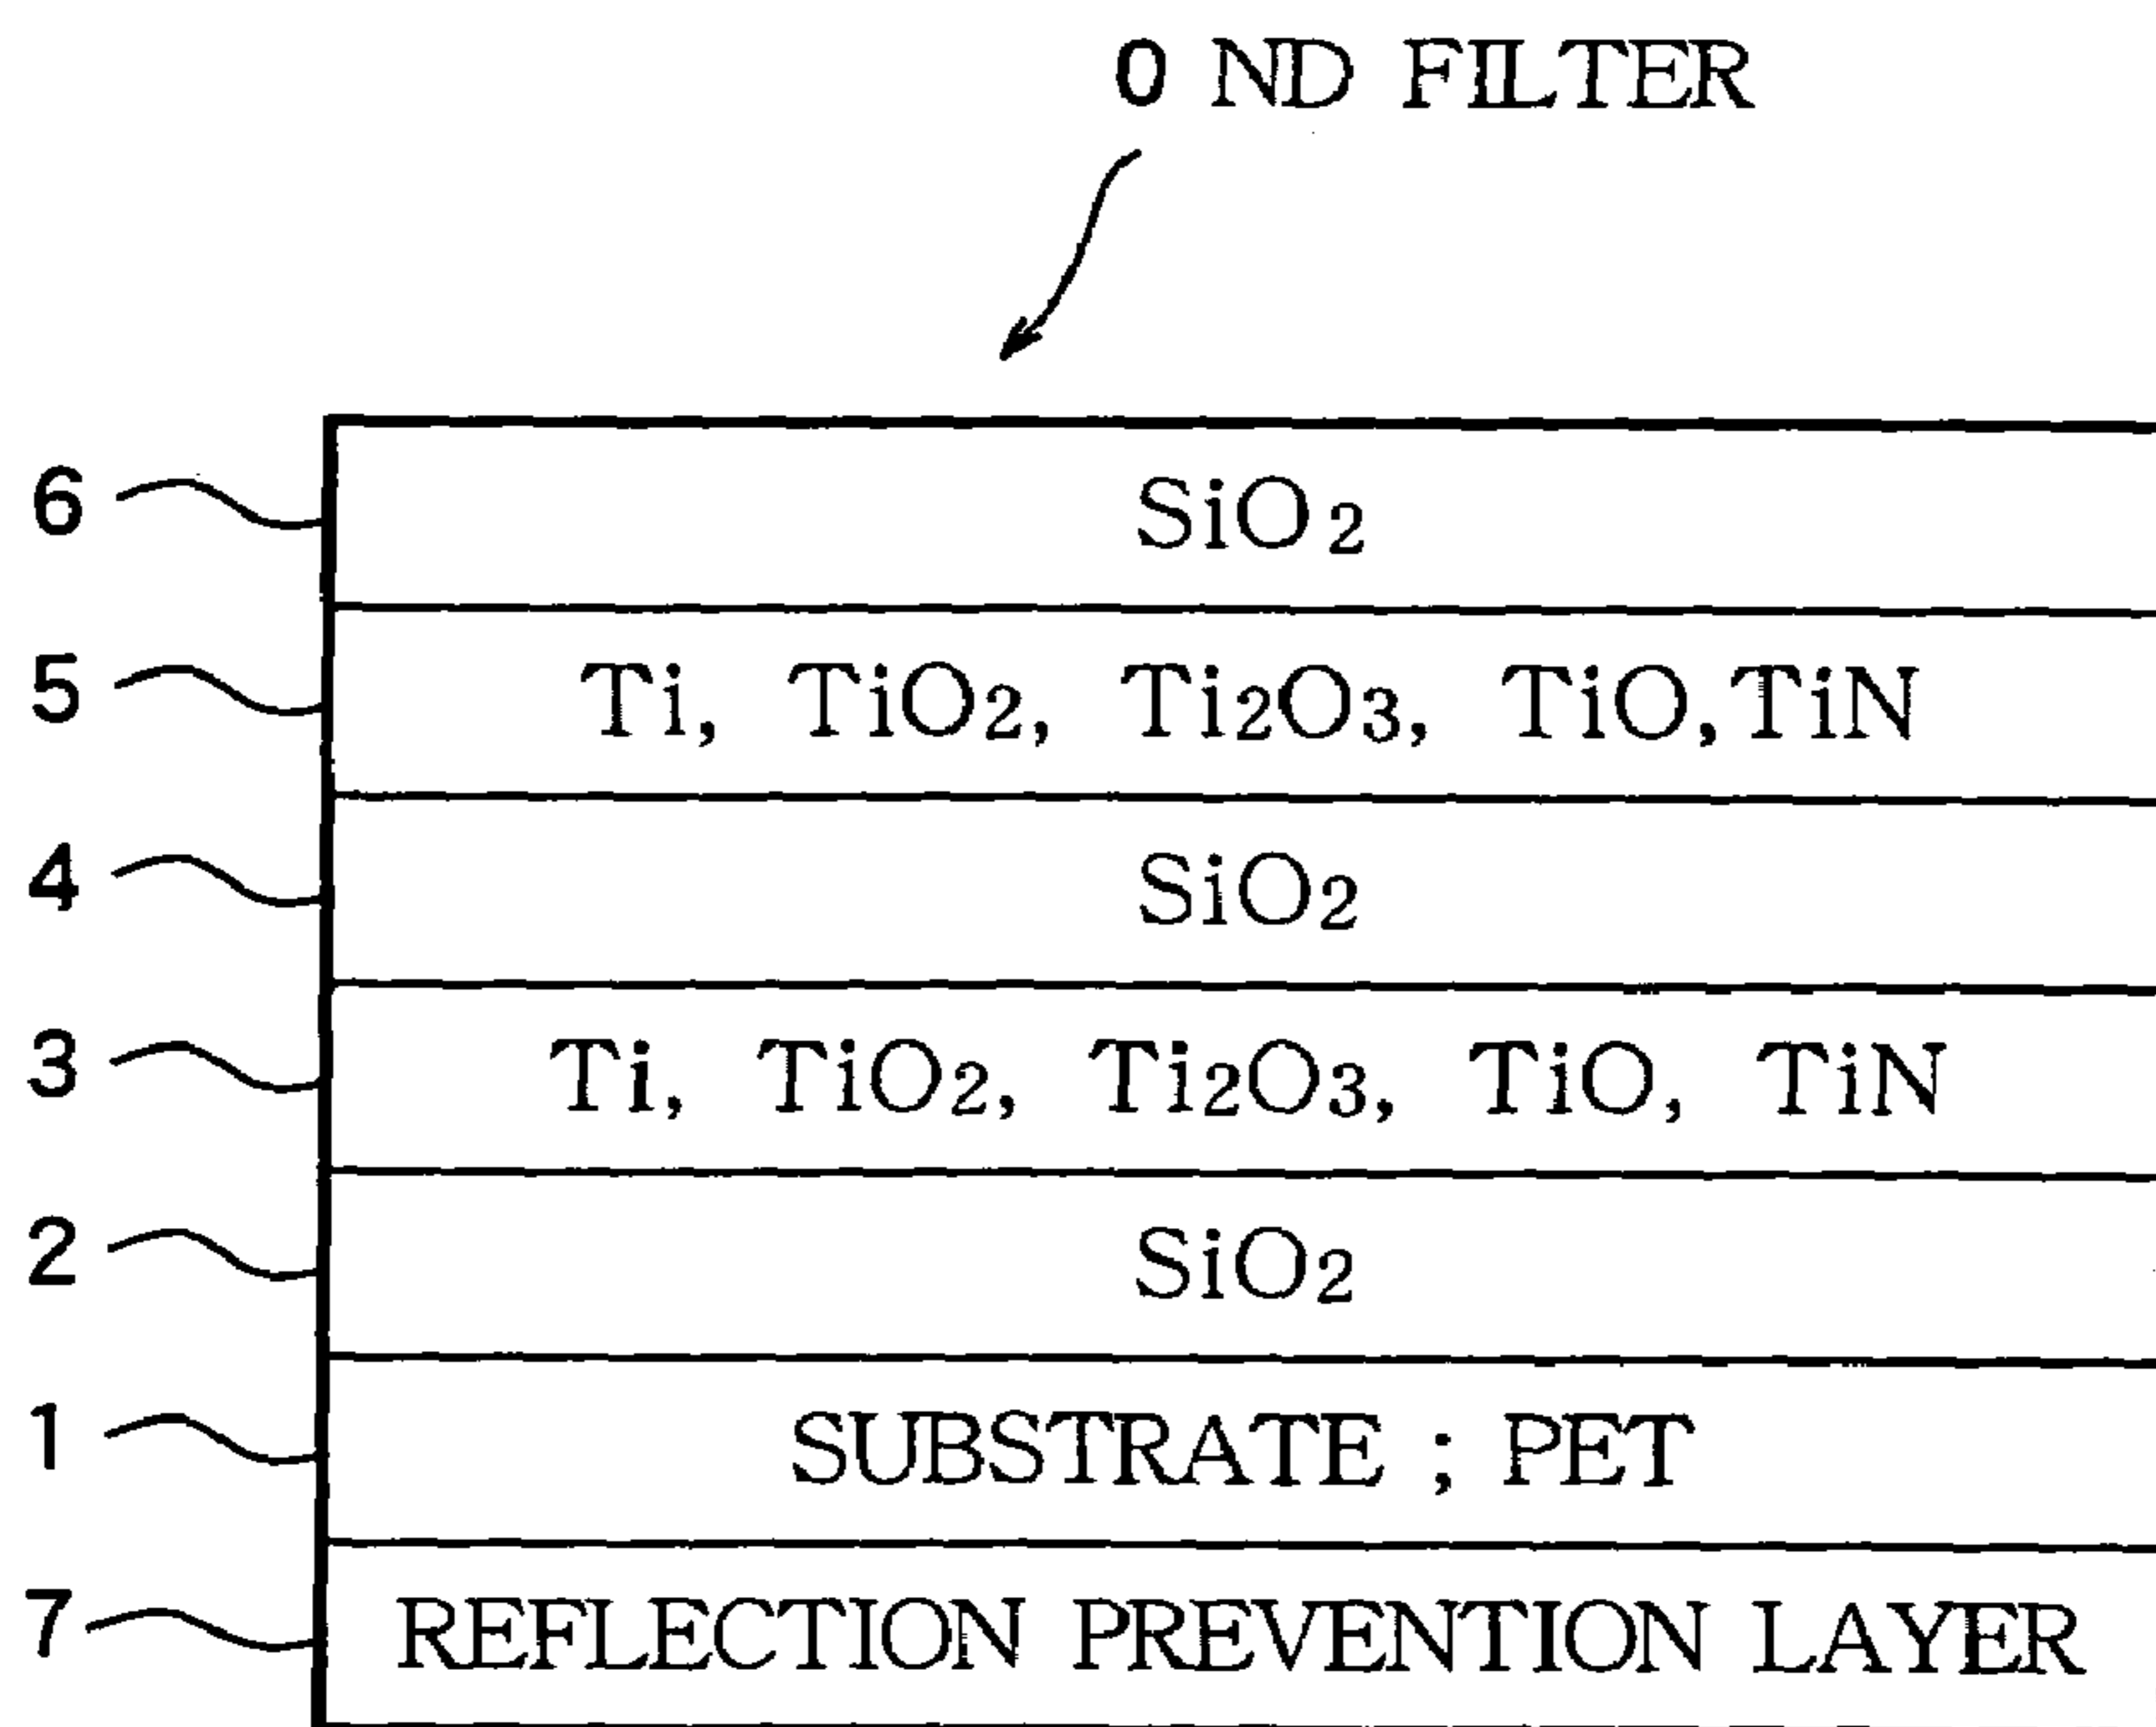 0 ND FILTER
6 SiO2
5 Ti, TiO2, Ti2O3, TiO,TiN
4 SiO2
3 Ti, TiO2, Ti2O3, TiO, TiN
2 SiO2
1 SUBSTRATE ; PET
7 REFLECTION PREVENTION LAYER